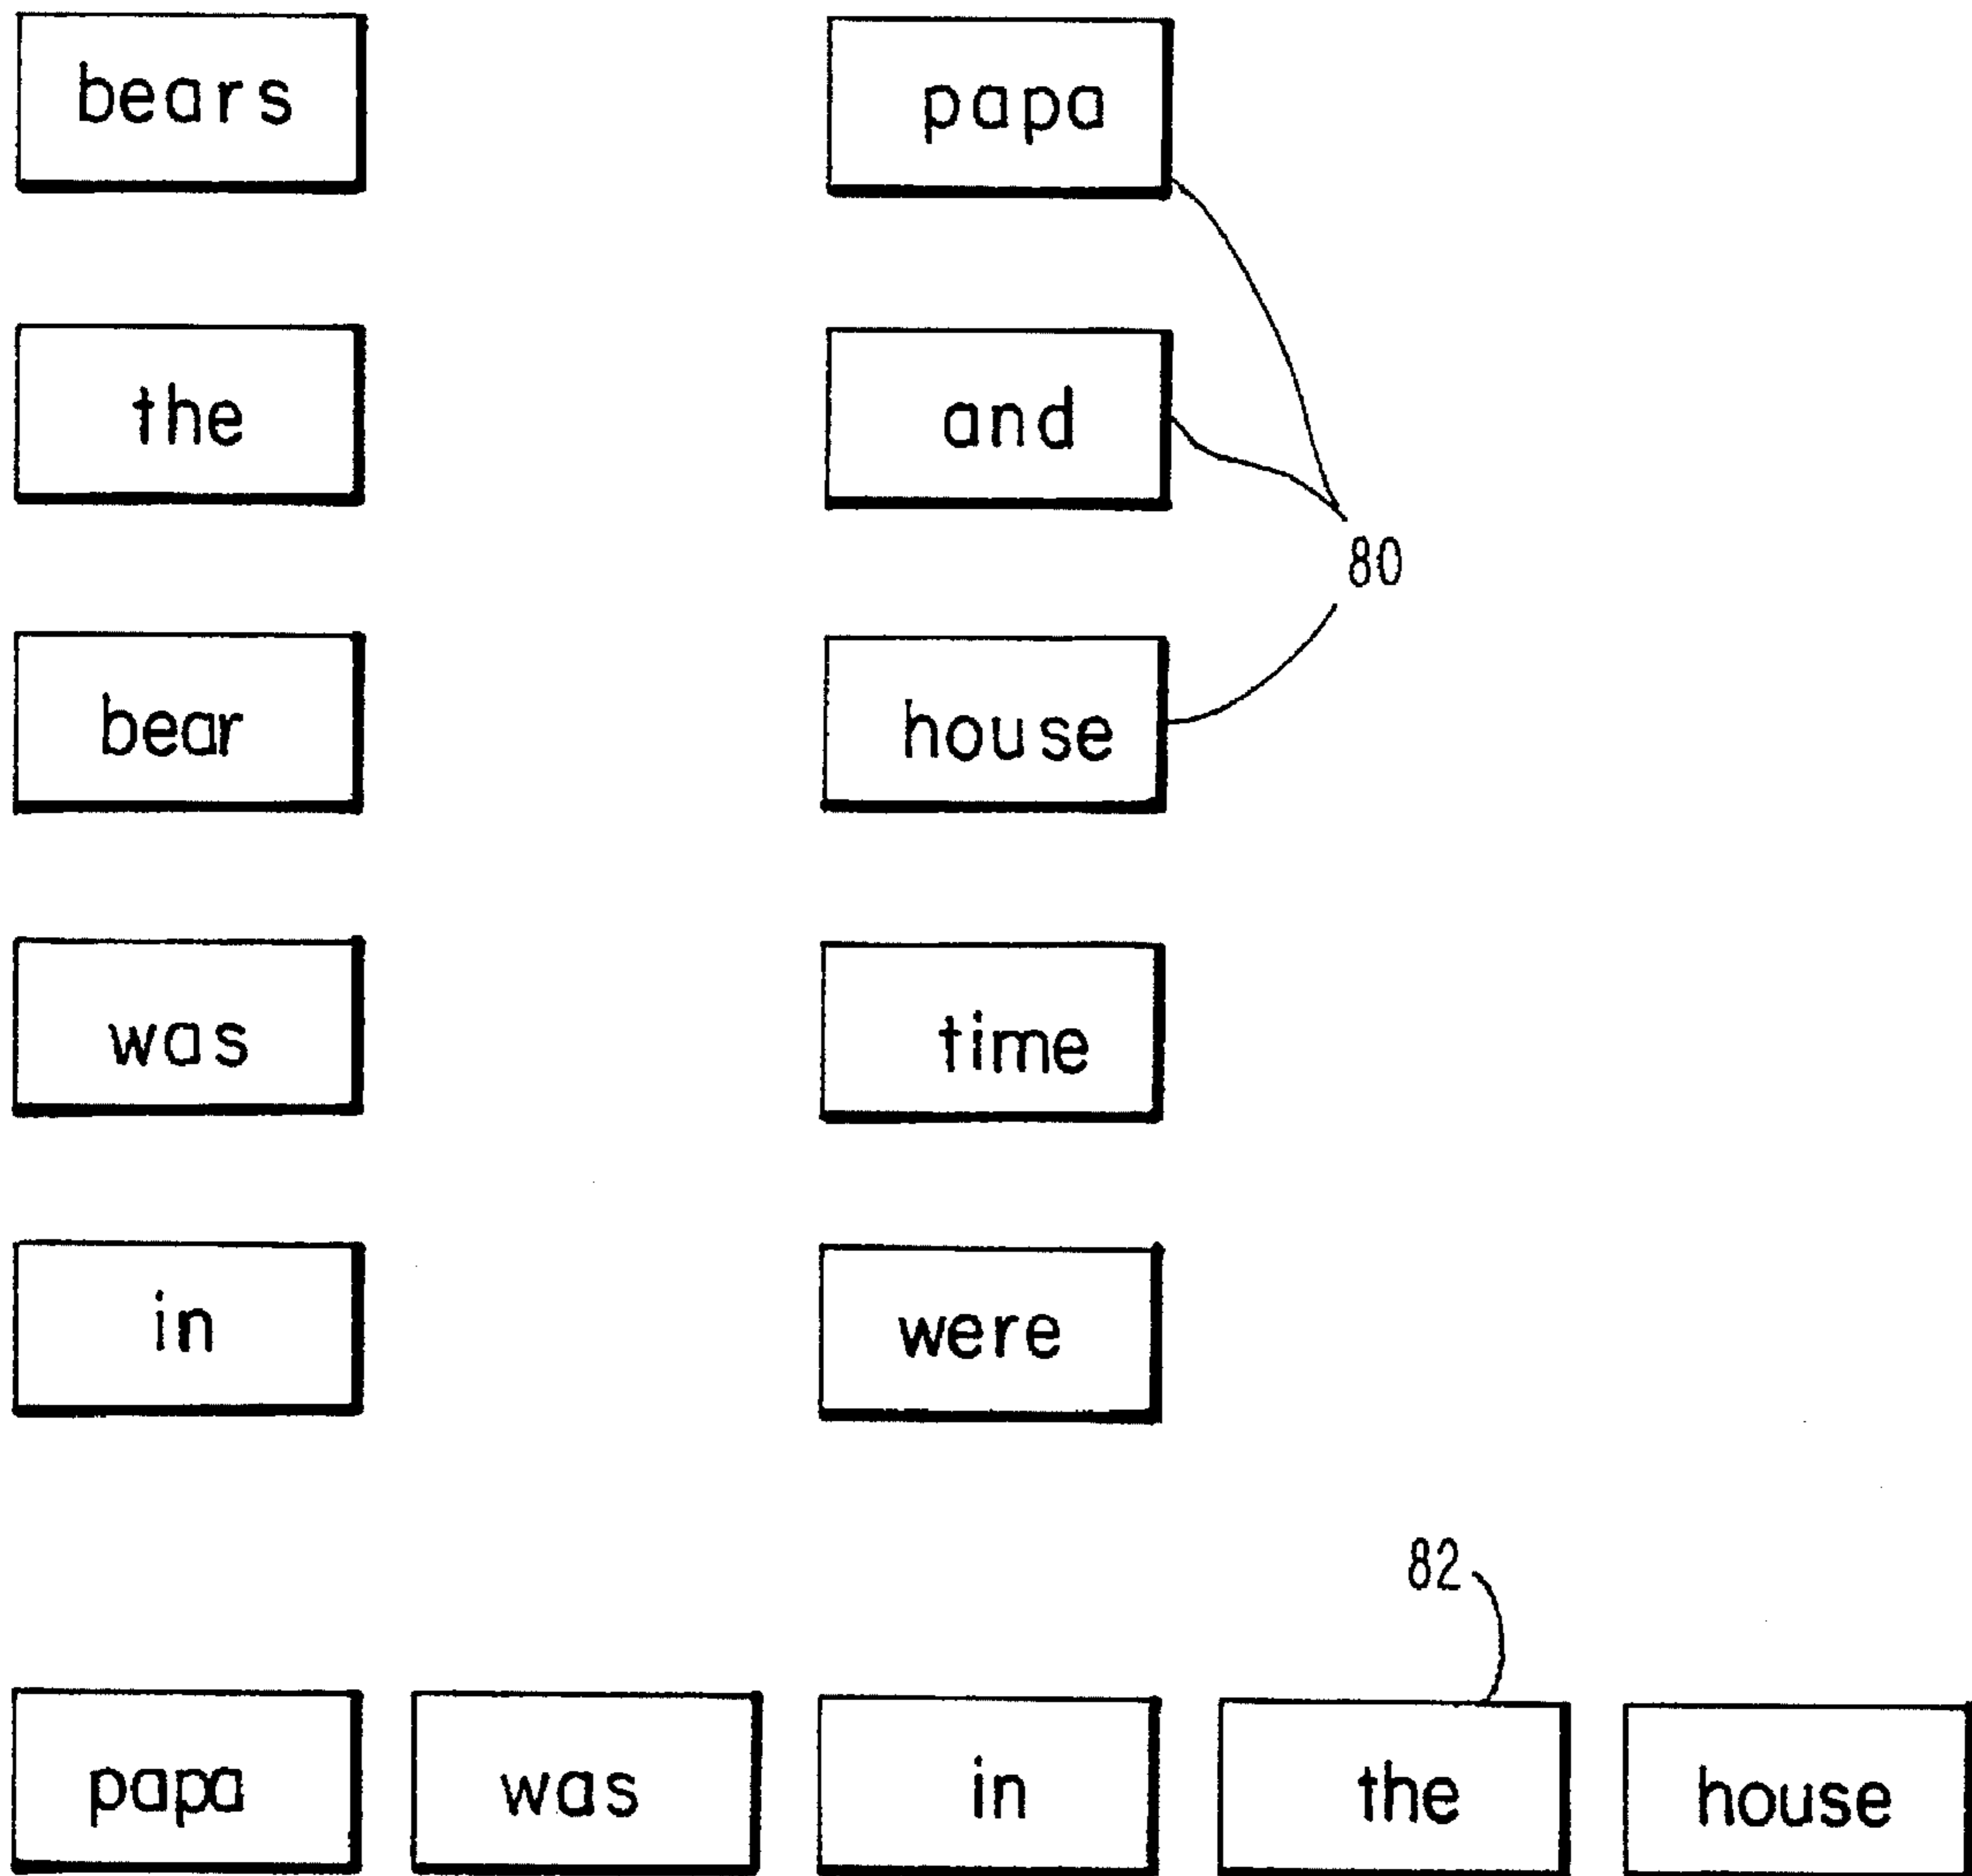 bears papa
the and
80
bear house
was time
in were
82
papa was in the house